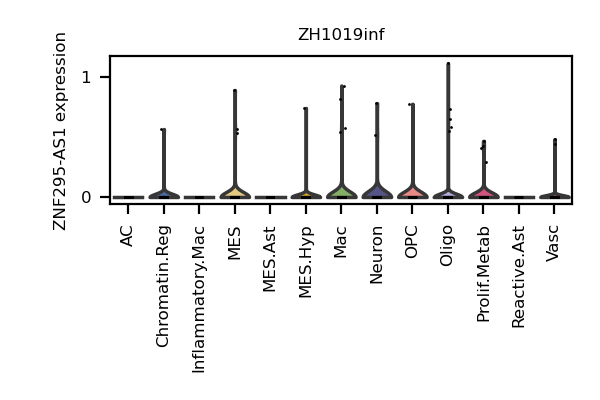 ZH1019inf
ZNF295-AS1 expression
1
0
AC
Chromatin.Reg
Inflammatory.Mac
MES
MES.Ast
MES.Hyp
Mac
Neuron
OPC
Oligo
Prolif.Metab
Reactive.Ast
Vasc